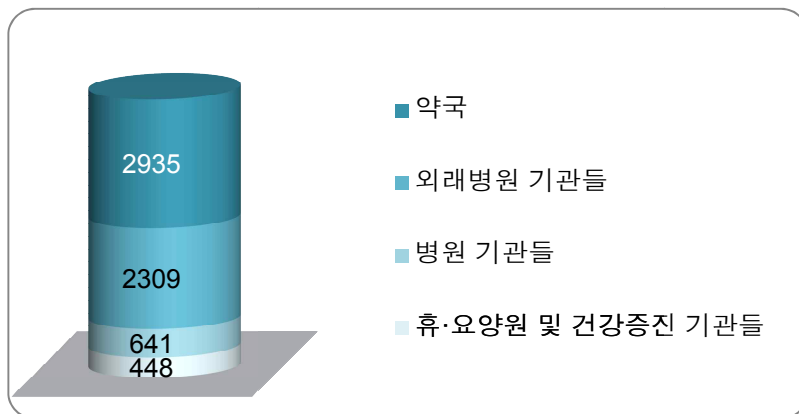 2935
2309
641
448
약국
외래병원 기관들
병원 기관들
휴·요양원 및 건강증진 기관들